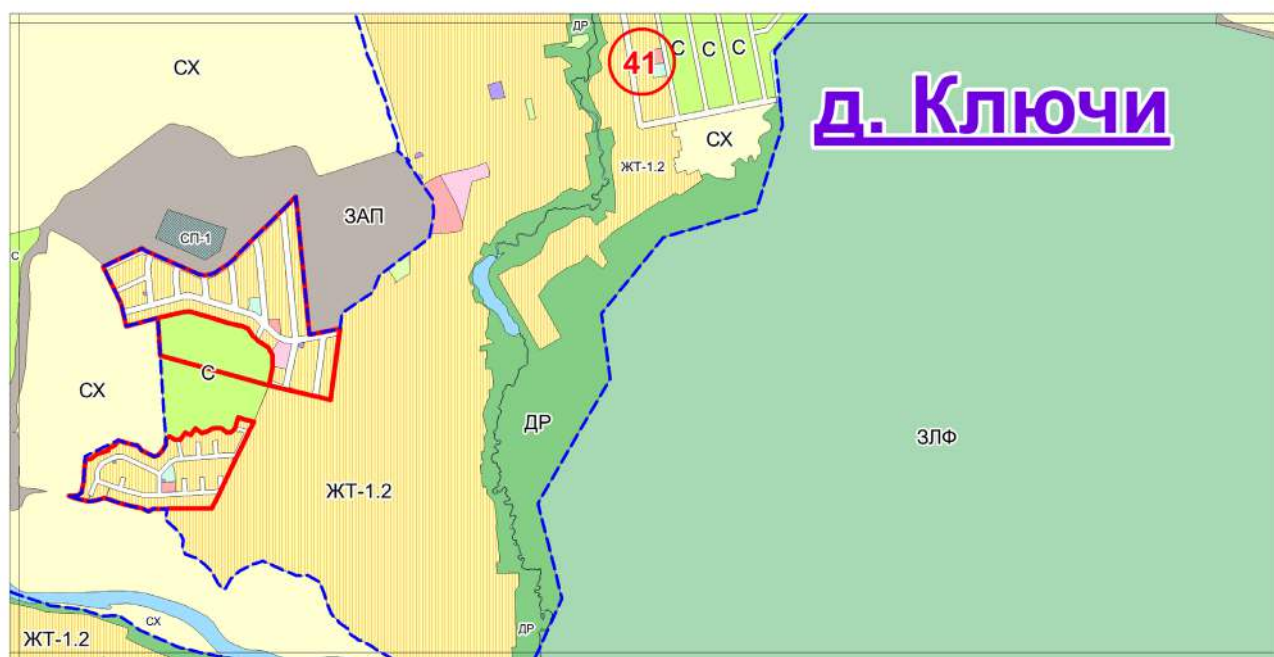 ДР
41
С
С
С
СХ
д. Ключи
СХ
ЖТ-1.2
ЗАП
СП-1
С
СХ
С
ДР
ЗЛФ
ЖТ-1.2
СХ
ДР
ЖТ-1.2